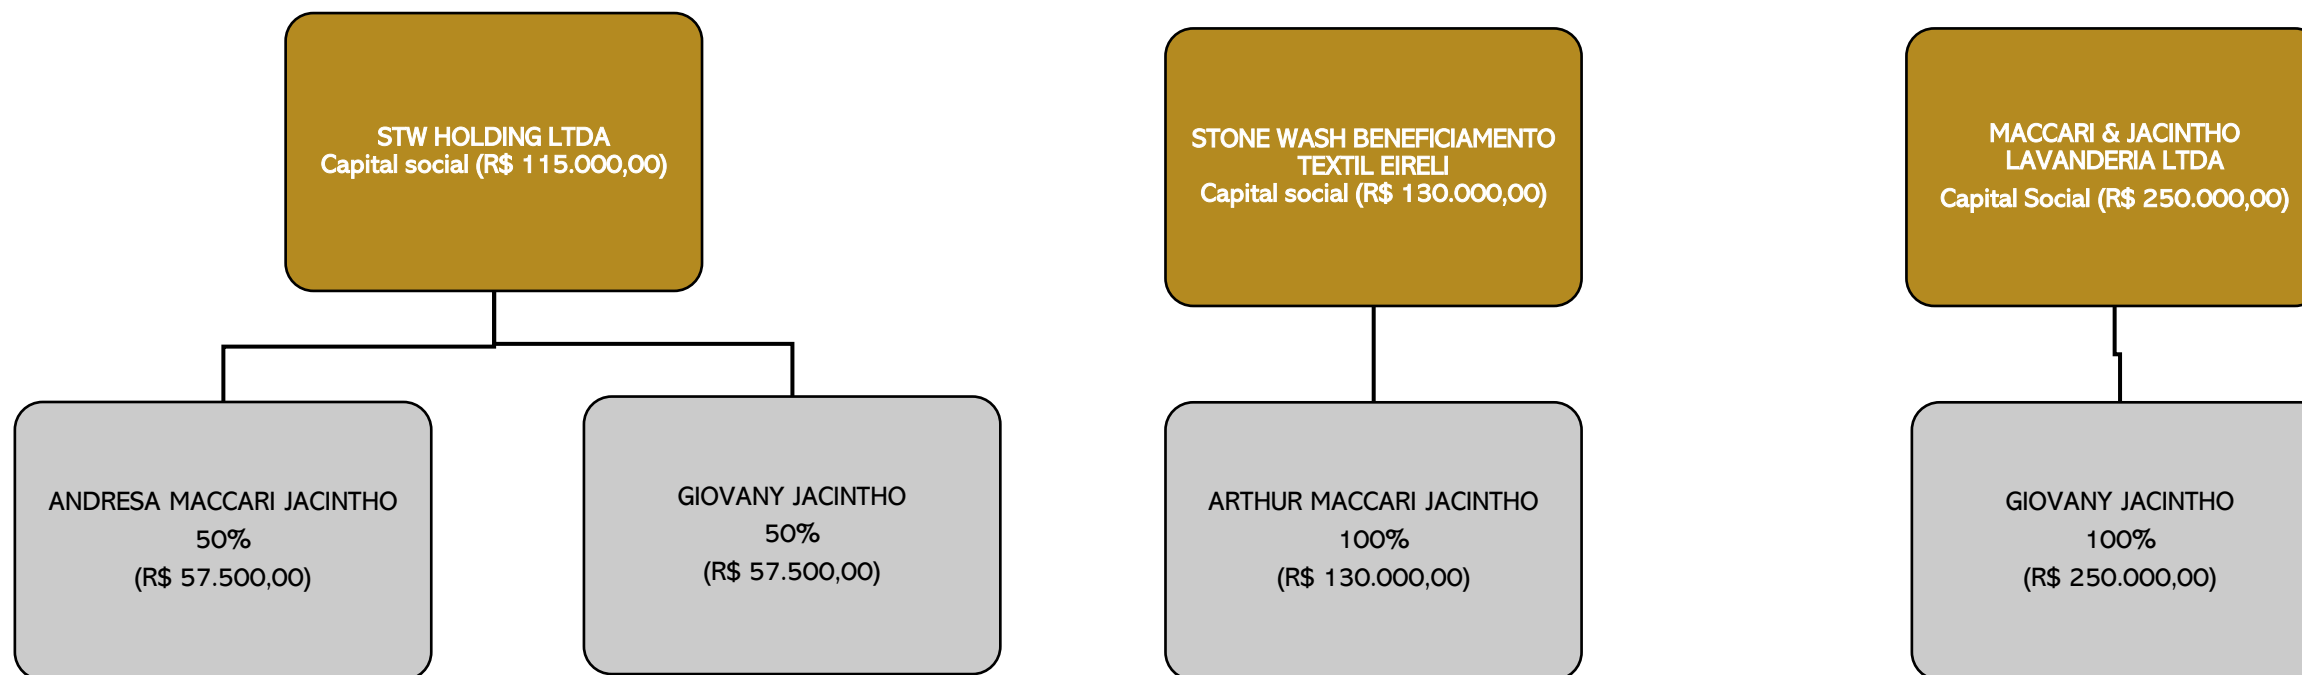 STW HOLDING LTDA
Capital social (R$ 115.000,00)
STONE WASH BENEFICIAMENTO
TEXTIL EIRELI
Capital social (R$ 130.000,00)
MACCARI & JACINTHO
LAVANDERIA LTDA
Capital Social (R$ 250.000,00)
ANDRESA MACCARI JACINTHO
50%
(R$ 57.500,00)
GIOVANY JACINTHO
50%
(R$ 57.500,00)
ARTHUR MACCARI JACINTHO
100%
(R$ 130.000,00)
GIOVANY JACINTHO
100%
(R$ 250.000,00)